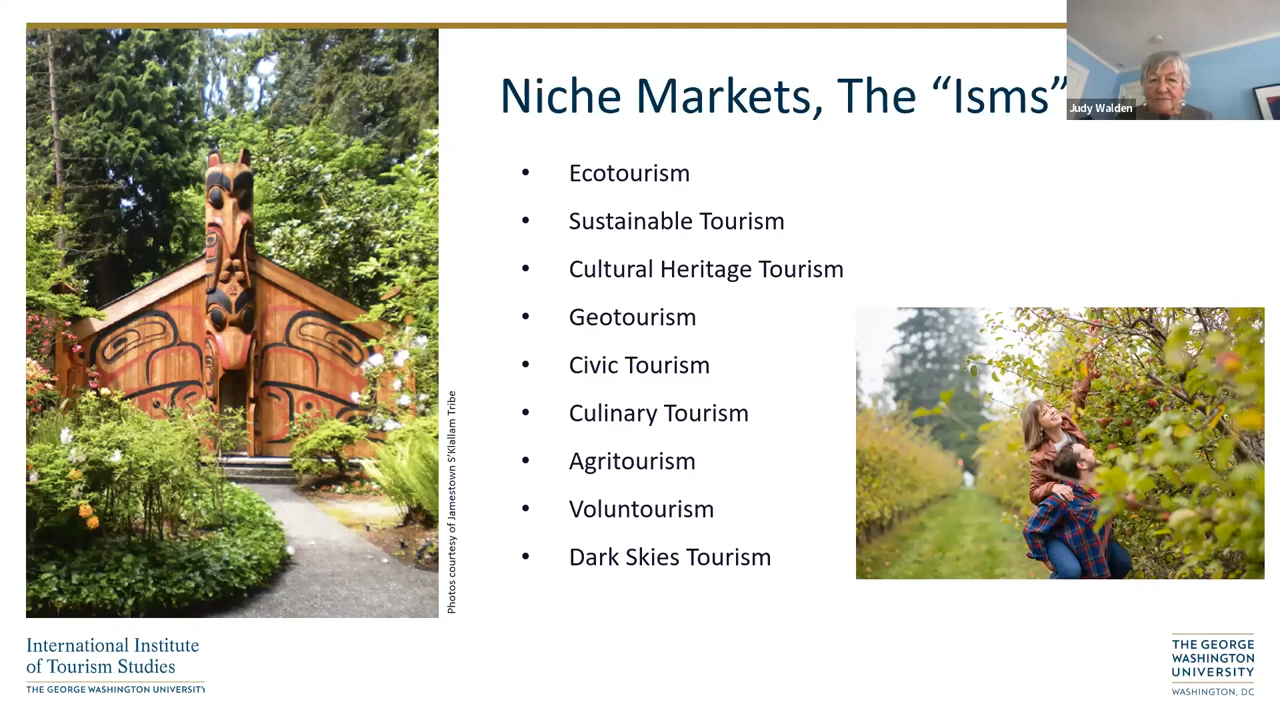 Niche Markets, The “Isms”
Judy Walden
• Ecotourism
• Sustainable Tourism
• Cultural Heritage Tourism
• Geotourism
• Civic Tourism
• Culinary Tourism
• Agritourism
• Voluntourism
• Dark Skies Tourism
Photos courtesy of Jamestown S’Klallam Tribe
International Institute
of Tourism Studies
THE GEORGE WASHINGTON UNIVERSITY
THE GEORGE
WASHINGTON
UNIVERSITY
WASHINGTON, DC